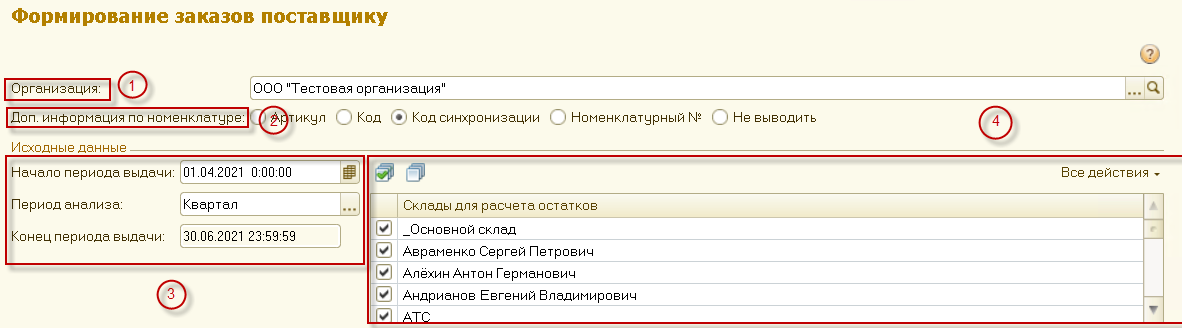 Формирование заказов поставщику
?
Организация: 1 ООО "Тестовая организация" ...
Доп. информация по номенклатуре: 2 Артикул Код Код синхронизации Номенклатурный № Не выводить 4
Исходные данные
Начало периода выдачи: 01.04.2021 0:00:00 Все действия
Период анализа: Квартал ... Склады для расчета остатков
Конец периода выдачи: 30.06.2021 23:59:59 _Основной склад
Авраменко Сергей Петрович
Алёхин Антон Германович
3 Андрианов Евгений Владимирович
АТС